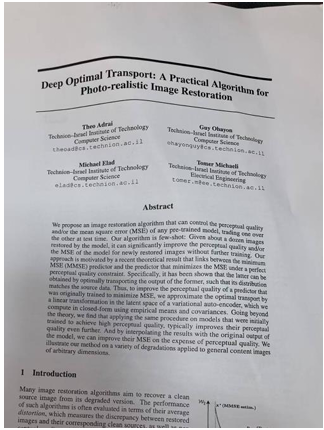 Deep Optimal Transport: A Practical Algorithm for
Photo-realistic Image Restoration
Theo Adrai
Technion–Israel Institute of Technology
Computer Science
theoad@cs.technion.ac.il
Guy Ohayon
Technion–Israel Institute of Technology
Computer Science
ohayonguy@cs.technion.ac.il
Michael Elad
Technion–Israel Institute of Technology
Computer Science
elad@cs.technion.ac.il
Tomer Michaeli
Technion–Israel Institute of Technology
Electrical Engineering
tomer.m@ee.technion.ac.il
Abstract
We propose an image restoration algorithm that can control the perceptual quality
and/or the mean square error (MSE) of any pre-trained model, trading one over
the other at test time. Our algorithm is few-shot: Given about a dozen images
restored by the model, it can significantly improve the perceptual quality and/or
the MSE of the model for newly restored images without further training. Our
approach is motivated by a recent theoretical result that links between the minimum
MSE (MMSE) predictor and the predictor that minimizes the MSE under a perfect
perceptual quality constraint. Specifically, it has been shown that the latter can be
obtained by optimally transporting the output of the former, such that its distribution
matches the source data. Thus, to improve the perceptual quality of a predictor that
was originally trained to minimize MSE, we approximate the optimal transport by
a linear transformation in the latent space of a variational auto-encoder, which we
compute in closed-form using empirical means and covariances. Going beyond
the theory, we find that applying the same procedure on models that were initially
trained to achieve high perceptual quality, typically improves their perceptual
quality even further. And by interpolating the results with the original output of
the model, we can improve their MSE on the expense of perceptual quality. We
illustrate our method on a variety of degradations applied to general content images
of arbitrary dimensions.
1 Introduction
Many image restoration algorithms aim to recover a clean
source image from its degraded version. The performance
of such algorithms is often evaluated in terms of their average
distortion, which measures the discrepancy between restored
images and their corresponding clean sources, as well as